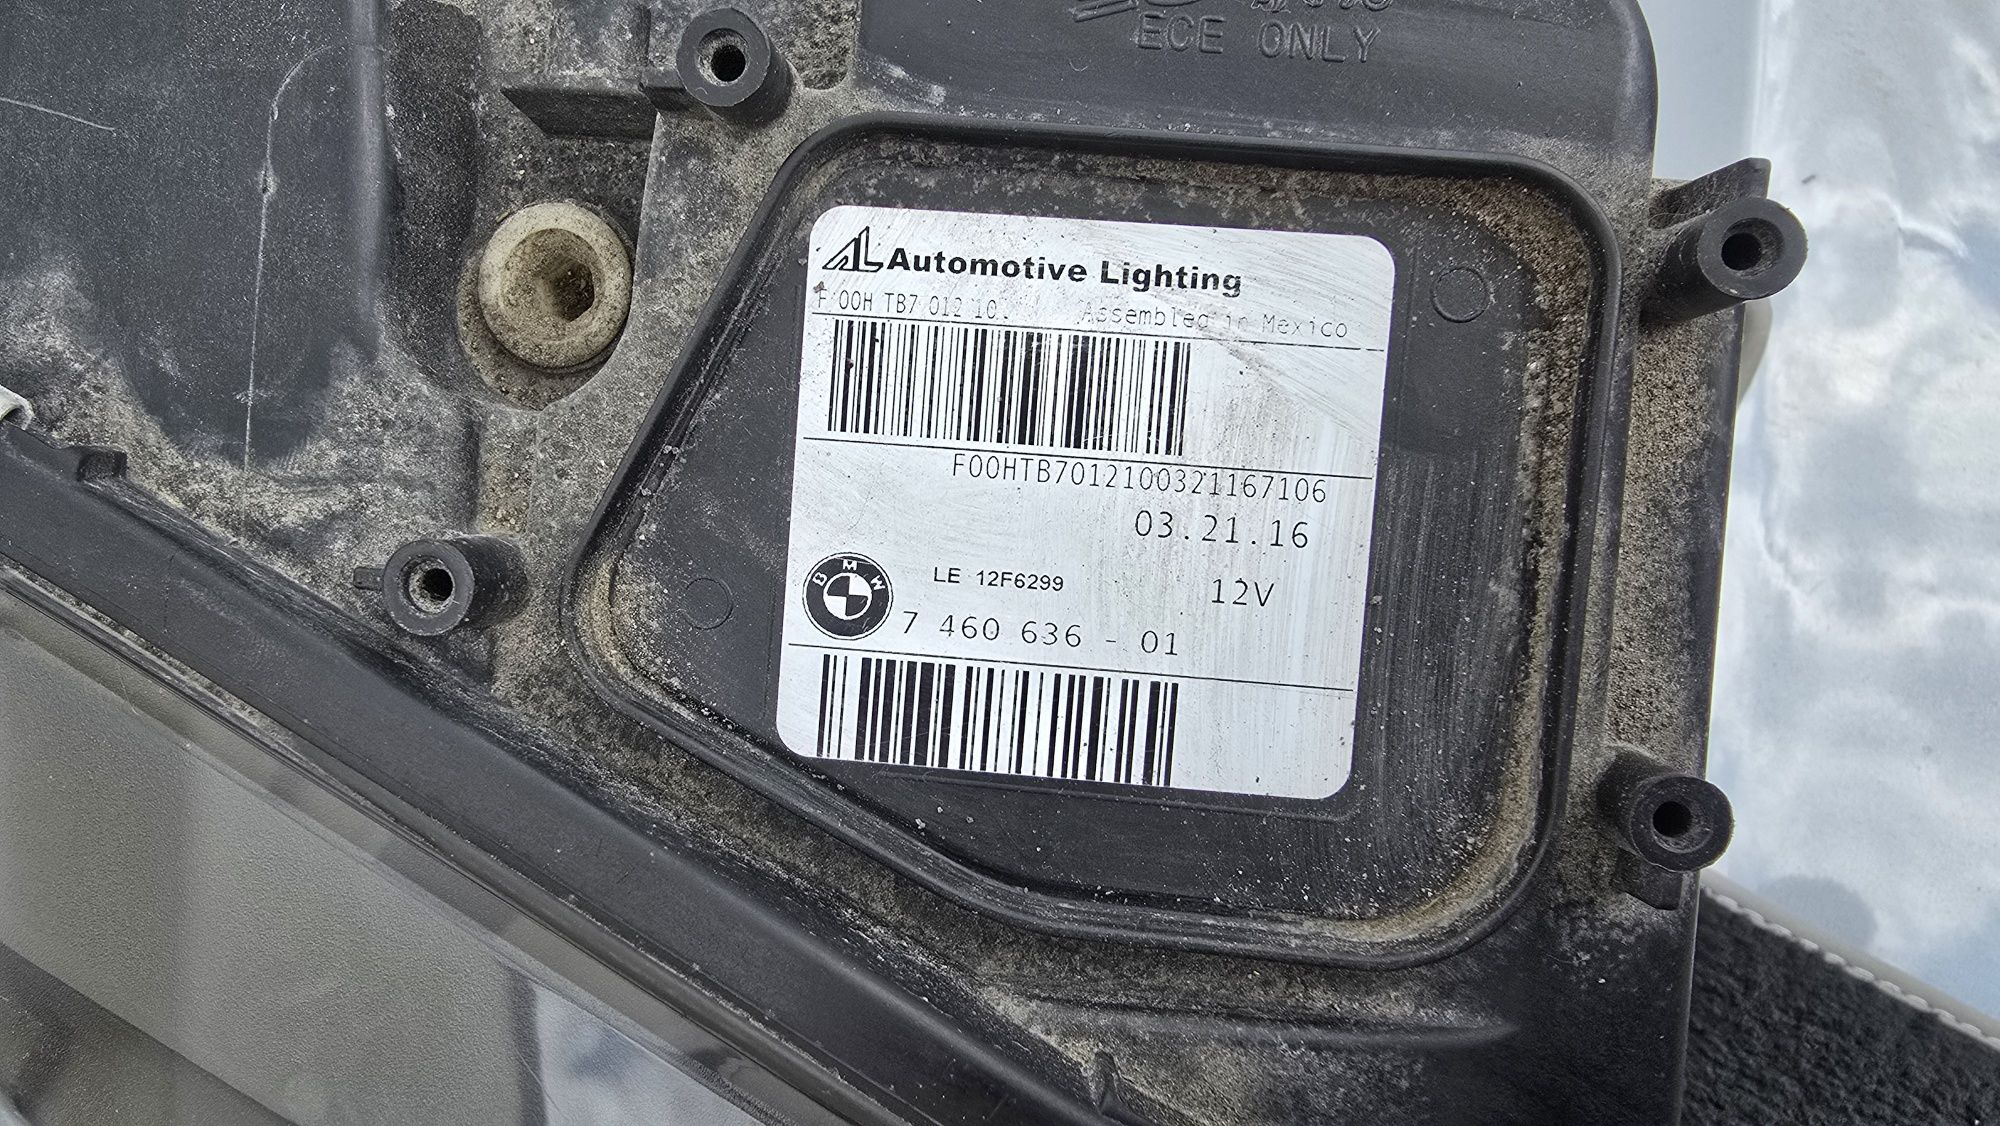 ECE ONLY
AL Automotive Lighting
F 00H TB7 012 10. Assembled in Mexico
F00HTB7012100321167106
03.21.16
BMW
LE 12F6299 12V
7 460 636 - 01